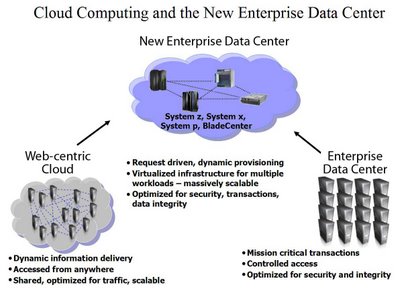 Cloud Computing and the New Enterprise Data Center
New Enterprise Data Center
System z, System x,
System p, BladeCenter
Web-centric
Cloud
• Request driven, dynamic provisioning
• Virtualized infrastructure for multiple
workloads – massively scalable
• Optimized for security, transactions,
data integrity
Enterprise
Data Center
• Dynamic information delivery
• Accessed from anywhere
• Shared, optimized for traffic, scalable
• Mission critical transactions
• Controlled access
• Optimized for security and integrity